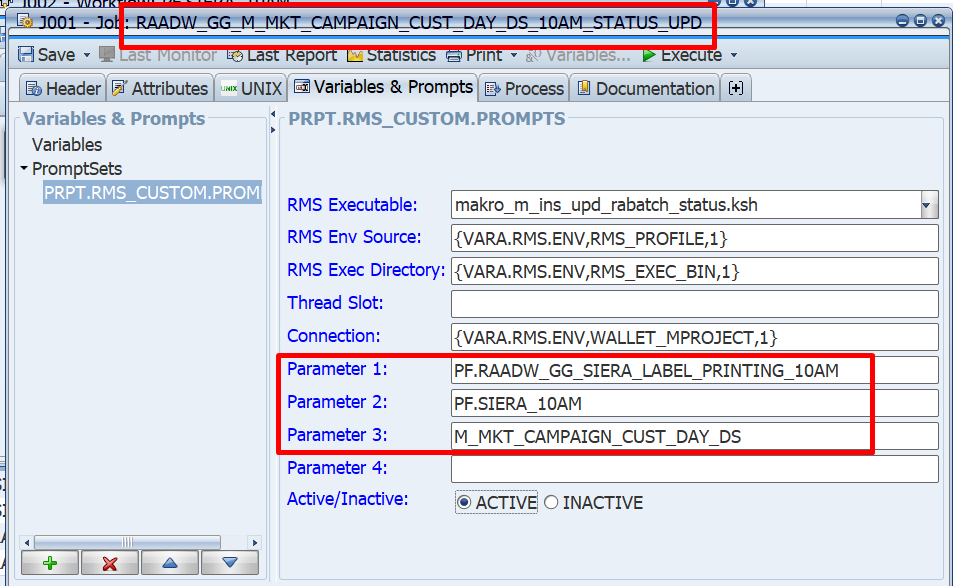 J001 - Job: RAADW_GG_M_MKT_CAMPAIGN_CUST_DAY_DS_10AM_STATUS_UPD
Save Last Monitor Last Report Statistics Print Variables... Execute
Header Attributes UNIX UNIX Variables & Prompts Process Documentation [+]
Variables & Prompts
Variables
PromptSets
PRPT.RMS_CUSTOM.PROM
PRPT.RMS_CUSTOM.PROMPTS
RMS Executable: makro_m_ins_upd_rabatch_status.ksh
RMS Env Source: {VARA.RMS.ENV,RMS_PROFILE,1}
RMS Exec Directory: {VARA.RMS.ENV,RMS_EXEC_BIN,1}
Thread Slot:
Connection: {VARA.RMS.ENV,WALLET_MPROJECT,1}
Parameter 1: PF.RAADW_GG_SIERA_LABEL_PRINTING_10AM
Parameter 2: PF.SIERA_10AM
Parameter 3: M_MKT_CAMPAIGN_CUST_DAY_DS
Parameter 4:
Active/Inactive: ACTIVE INACTIVE